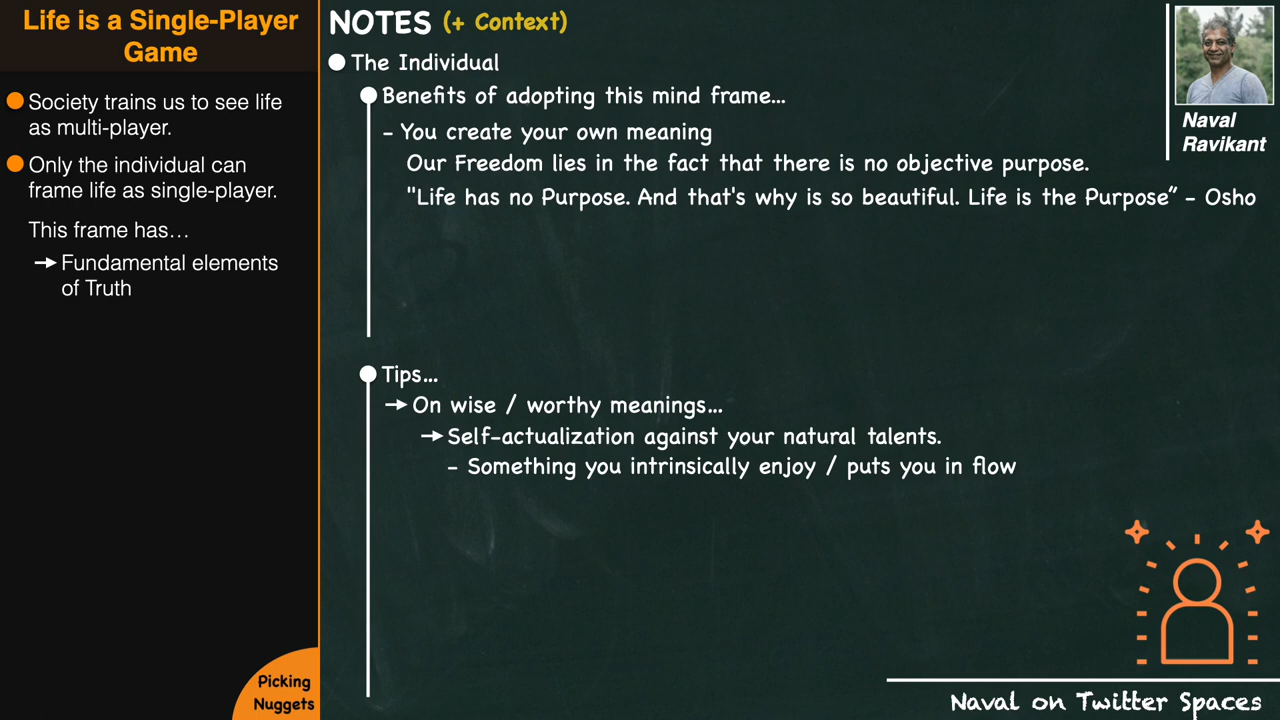 Life is a Single-Player
Game
Society trains us to see life
as multi-player.
Only the individual can
frame life as single-player.
This frame has...
Fundamental elements
of Truth
Picking
Nuggets
NOTES (+ Context)
The Individual
Benefits of adopting this mind frame...
- You create your own meaning
Our Freedom lies in the fact that there is no objective purpose.
"Life has no Purpose. And that's why is so beautiful. Life is the Purpose" - Osho
Tips...
On wise / worthy meanings...
Self-actualization against your natural talents.
- Something you intrinsically enjoy / puts you in flow
Naval
Ravikant
Naval on Twitter Spaces